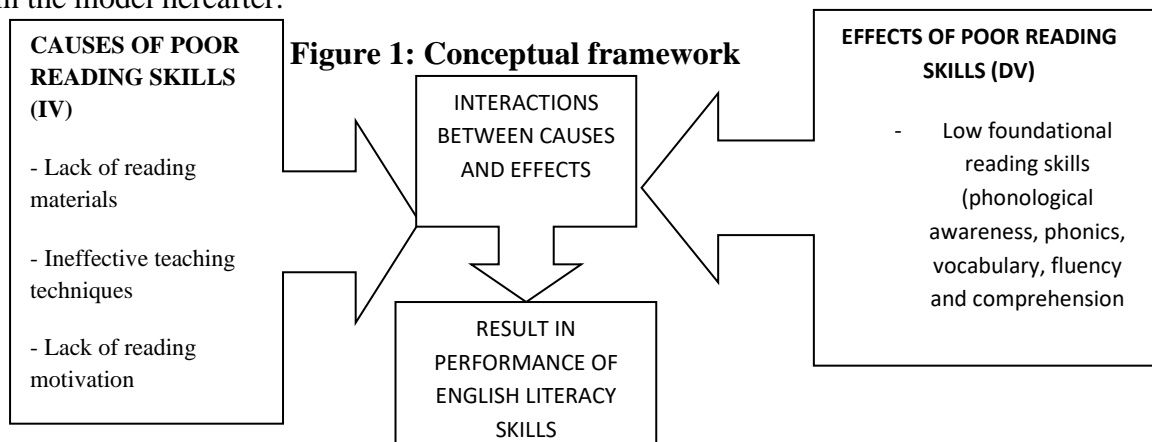 in the model hereafter:
Figure 1: Conceptual framework
CAUSES OF POOR
READING SKILLS
(IV)
- Lack of reading
materials
- Ineffective teaching
techniques
- Lack of reading
motivation
INTERACTIONS
BETWEEN CAUSES
AND EFFECTS
RESULT IN
PERFORMANCE OF
ENGLISH LITERACY
SKILLS
EFFECTS OF POOR READING
SKILLS (DV)
- Low foundational
reading skills
(phonological
awareness, phonics,
vocabulary, fluency
and comprehension